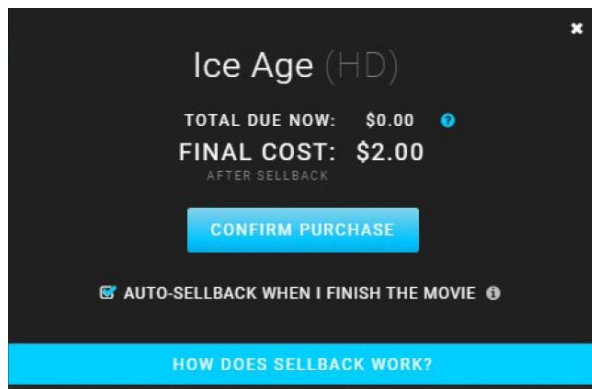 Ice Age (HD)
TOTAL DUE NOW: $0.00
FINAL COST: $2.00
AFTER SELLBACK
CONFIRM PURCHASE
AUTO-SELLBACK WHEN I FINISH THE MOVIE
HOW DOES SELLBACK WORK?